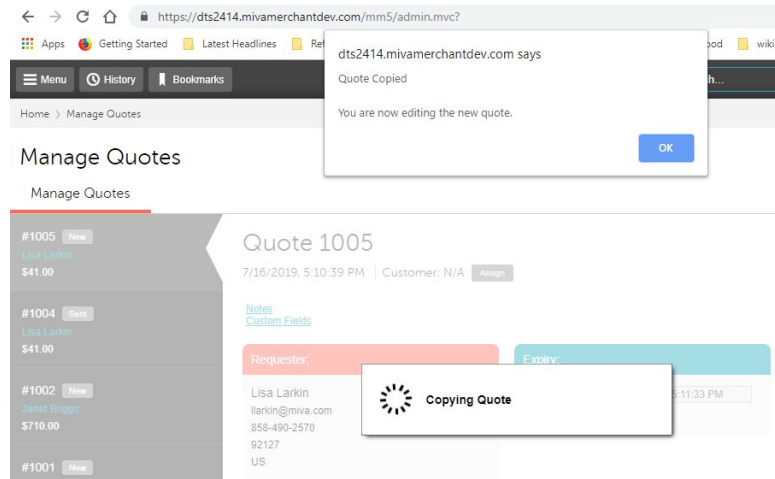 https://dts2414.mivamerchantdev.com/mm5/admin.mvc?
Apps Getting Started Latest Headlines Ref
ood wiki
dts2414.mivamerchantdev.com says
Quote Copied
You are now editing the new quote.
OK
Menu History Bookmarks
h...
Home > Manage Quotes
Manage Quotes
Manage Quotes
#1005 New
Lisa Larkin
$41.00
#1004 Sent
Lisa Larkin
$41.00
#1002 New
Janet Briggs
$710.00
#1001 New
Quote 1005
7/16/2019, 5:10:39 PM | Customer: N/A Assign
Notes
Custom Fields
Requester:
Lisa Larkin
llarkin@miva.com
858-490-2570
92127
US
Expiry:
5:11:33 PM
Copying Quote